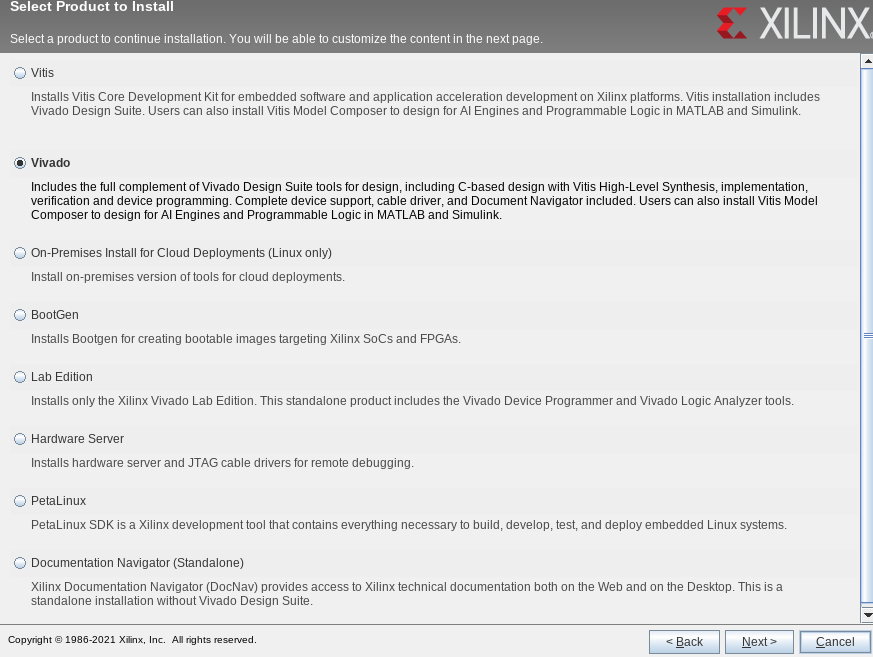 Select Product to Install
Select a product to continue installation. You will be able to customize the content in the next page.
XILINX
Vitis
Installs Vitis Core Development Kit for embedded software and application acceleration development on Xilinx platforms. Vitis installation includes
Vivado Design Suite. Users can also install Vitis Model Composer to design for AI Engines and Programmable Logic in MATLAB and Simulink.
Vivado
Includes the full complement of Vivado Design Suite tools for design, including C-based design with Vitis High-Level Synthesis, implementation,
verification and device programming. Complete device support, cable driver, and Document Navigator included. Users can also install Vitis Model
Composer to design for AI Engines and Programmable Logic in MATLAB and Simulink.
On-Premises Install for Cloud Deployments (Linux only)
Install on-premises version of tools for cloud deployments.
BootGen
Installs Bootgen for creating bootable images targeting Xilinx SoCs and FPGAs.
Lab Edition
Installs only the Xilinx Vivado Lab Edition. This standalone product includes the Vivado Device Programmer and Vivado Logic Analyzer tools.
Hardware Server
Installs hardware server and JTAG cable drivers for remote debugging.
PetaLinux
PetaLinux SDK is a Xilinx development tool that contains everything necessary to build, develop, test, and deploy embedded Linux systems.
Documentation Navigator (Standalone)
Xilinx Documentation Navigator (DocNav) provides access to Xilinx technical documentation both on the Web and on the Desktop. This is a
standalone installation without Vivado Design Suite.
Copyright © 1986-2021 Xilinx, Inc. All rights reserved.
< Back Next > Cancel